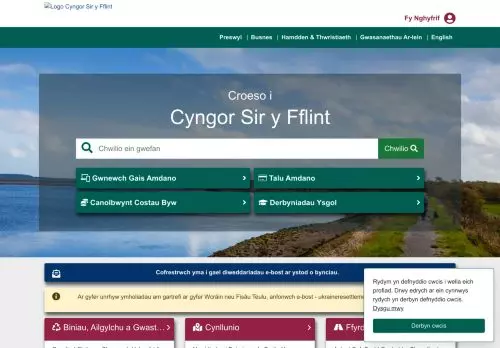 Logo Cyngor Sir y Fflint
Fy Nghyfrif
Preswyl | Busnes | Hamdden & Thwristiaeth | Gwasanaethau Ar-lein | English
Croeso i
Cyngor Sir y Fflint
Chwilio ein gwefan
Chwilio
Gwnewch Gais Amdano
Talu Amdano
Canolbwynt Costau Byw
Derbyniadau Ysgol
Cofrestrwch yma i gael diweddariadau e-bost ar ystod o bynciau.
Ar gyfer unrhyw ymholiadau am gartrefi ar gyfer Wcráin neu Fisâu Teulu, anfonwch e-bost - ukraineresettleme
Biniau, Ailgylchu a Gwast...
Cynllunio
Ffyrd
Rydym yn defnyddio cwcis i wella eich
profiad. Drwy edrych ar ein cynnwys
rydych yn derbyn defnyddio cwcis.
Dysgu mwy
Derbyn cwcis